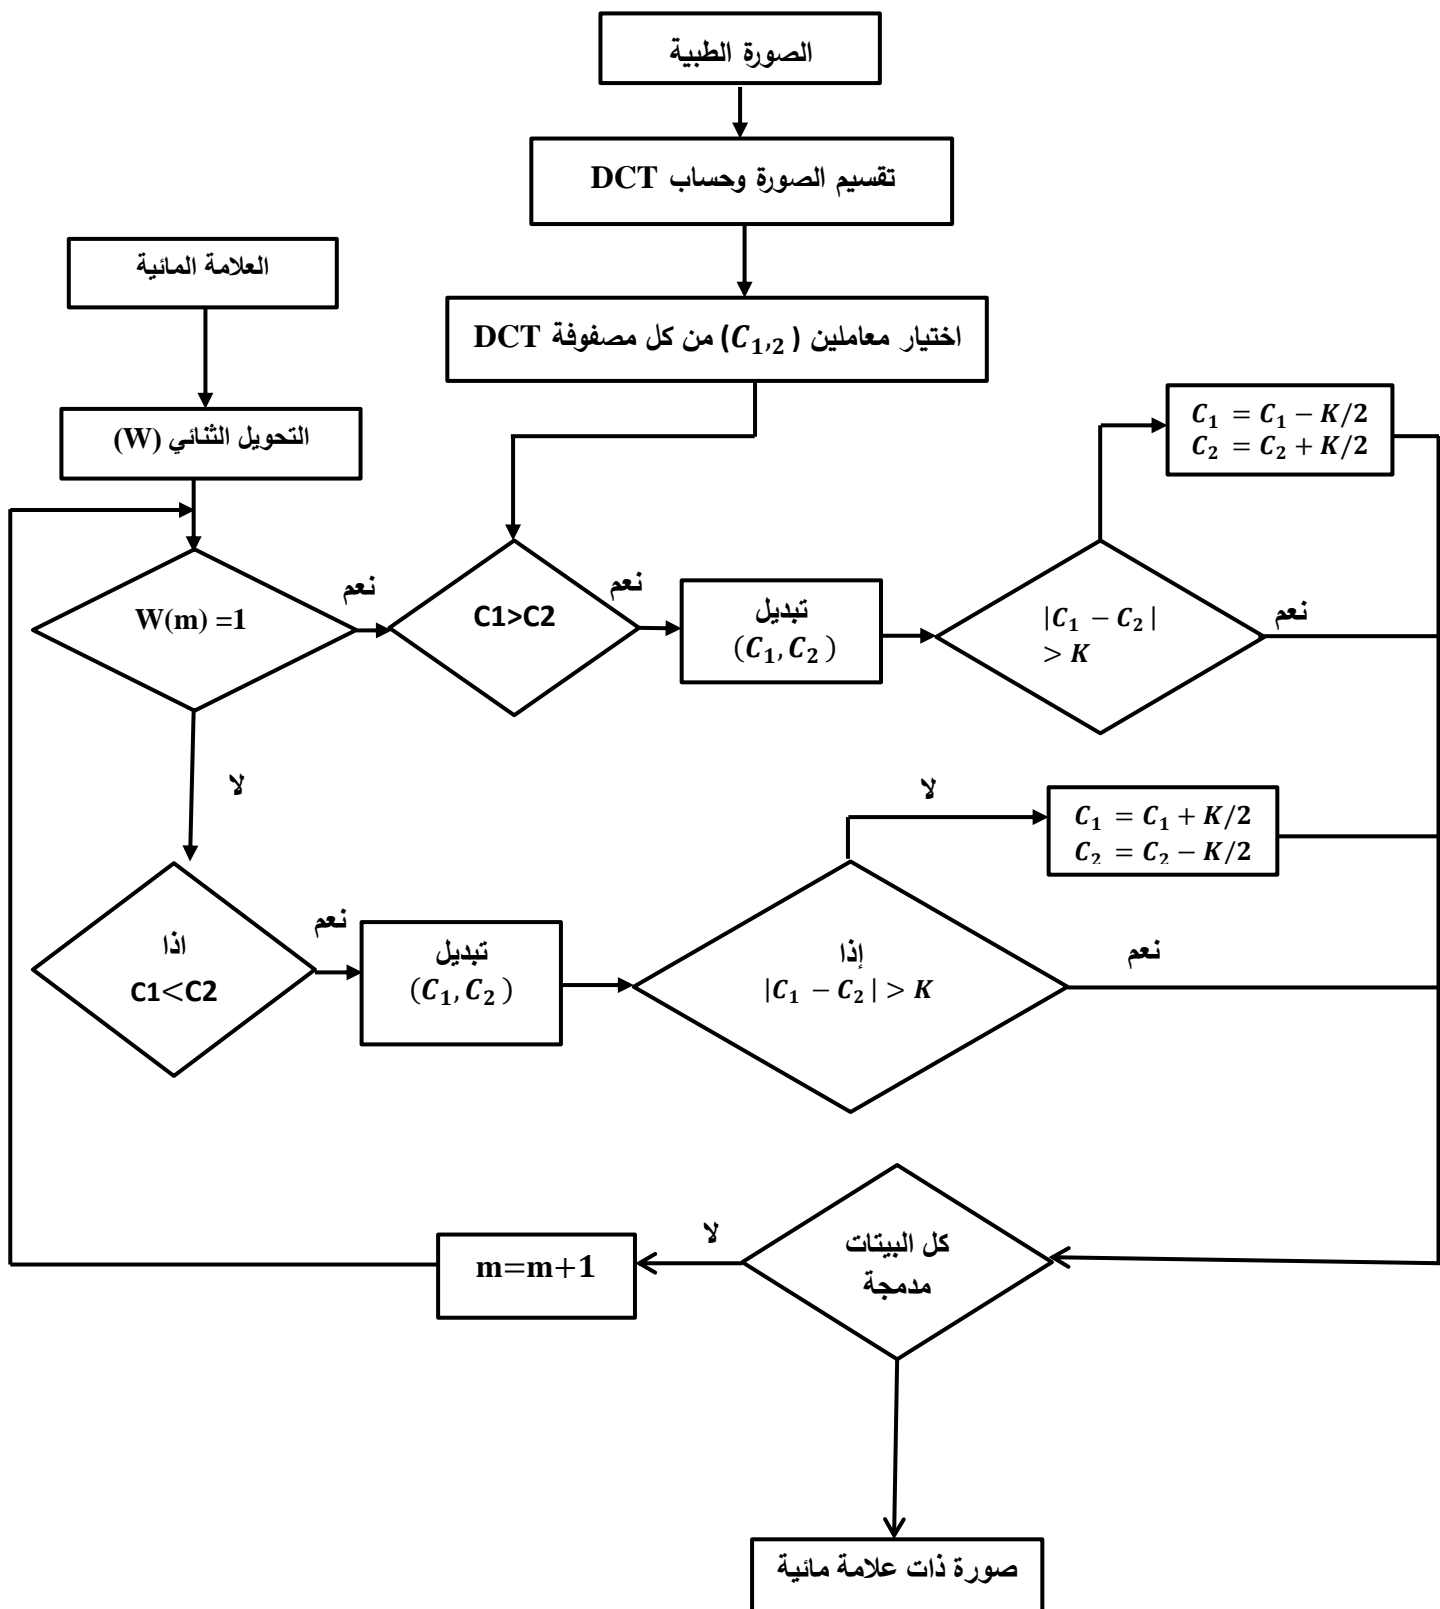 الصورة الطبية
تقسيم الصورة وحساب DCT
العلامة المائية
اختيار معاملين ( C₁,₂) من كل مصفوفة DCT
التحويل الثنائي (W)
C₁ = C₁ − K/2
C₂ = C₂ + K/2
W(m) =1
نعم
C1>C2
نعم
تبديل
(C₁, C₂ )
|C₁ − C₂ |
> K
نعم
لا
لا
C₁ = C₁ + K/2
C₂ = C₂ − K/2
اذا
C1<C2
نعم
تبديل
(C₁, C₂ )
إذا
|C₁ − C₂ | > K
نعم
كل البيتات
مدمجة
لا
m=m+1
صورة ذات علامة مائية